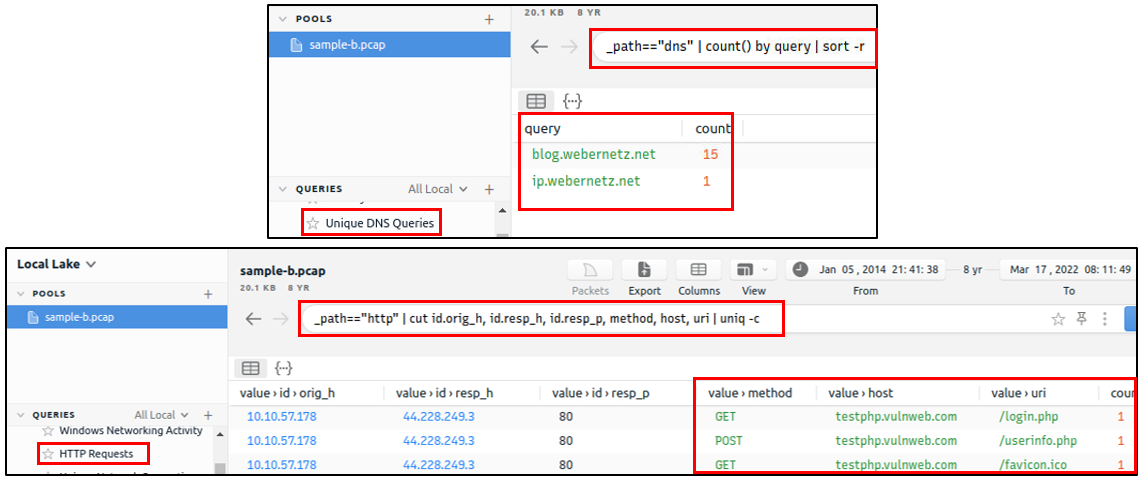 POOLS +
sample-b.pcap
20.1 KB 8 YR
_path=="dns" | count() by query | sort -r
query count
blog.webernetz.net 15
ip.webernetz.net 1
QUERIES All Local +
Unique DNS Queries
Local Lake
POOLS +
sample-b.pcap
sample-b.pcap
20.1 KB 8 YR
Packets Export Columns View
Jan 05 , 2014 21 : 41 : 38 8 yr Mar 17 , 2022 08 : 11 : 49
From To
_path=="http" | cut id.orig_h, id.resp_h, id.resp_p, method, host, uri | uniq -c
value › id › orig_h value › id › resp_h value › id › resp_p value › method value › host value › uri cou
10.10.57.178 44.228.249.3 80 GET testphp.vulnweb.com /login.php 1
10.10.57.178 44.228.249.3 80 POST testphp.vulnweb.com /userinfo.php 1
10.10.57.178 44.228.249.3 80 GET testphp.vulnweb.com /favicon.ico 1
QUERIES All Local +
Windows Networking Activity
HTTP Requests